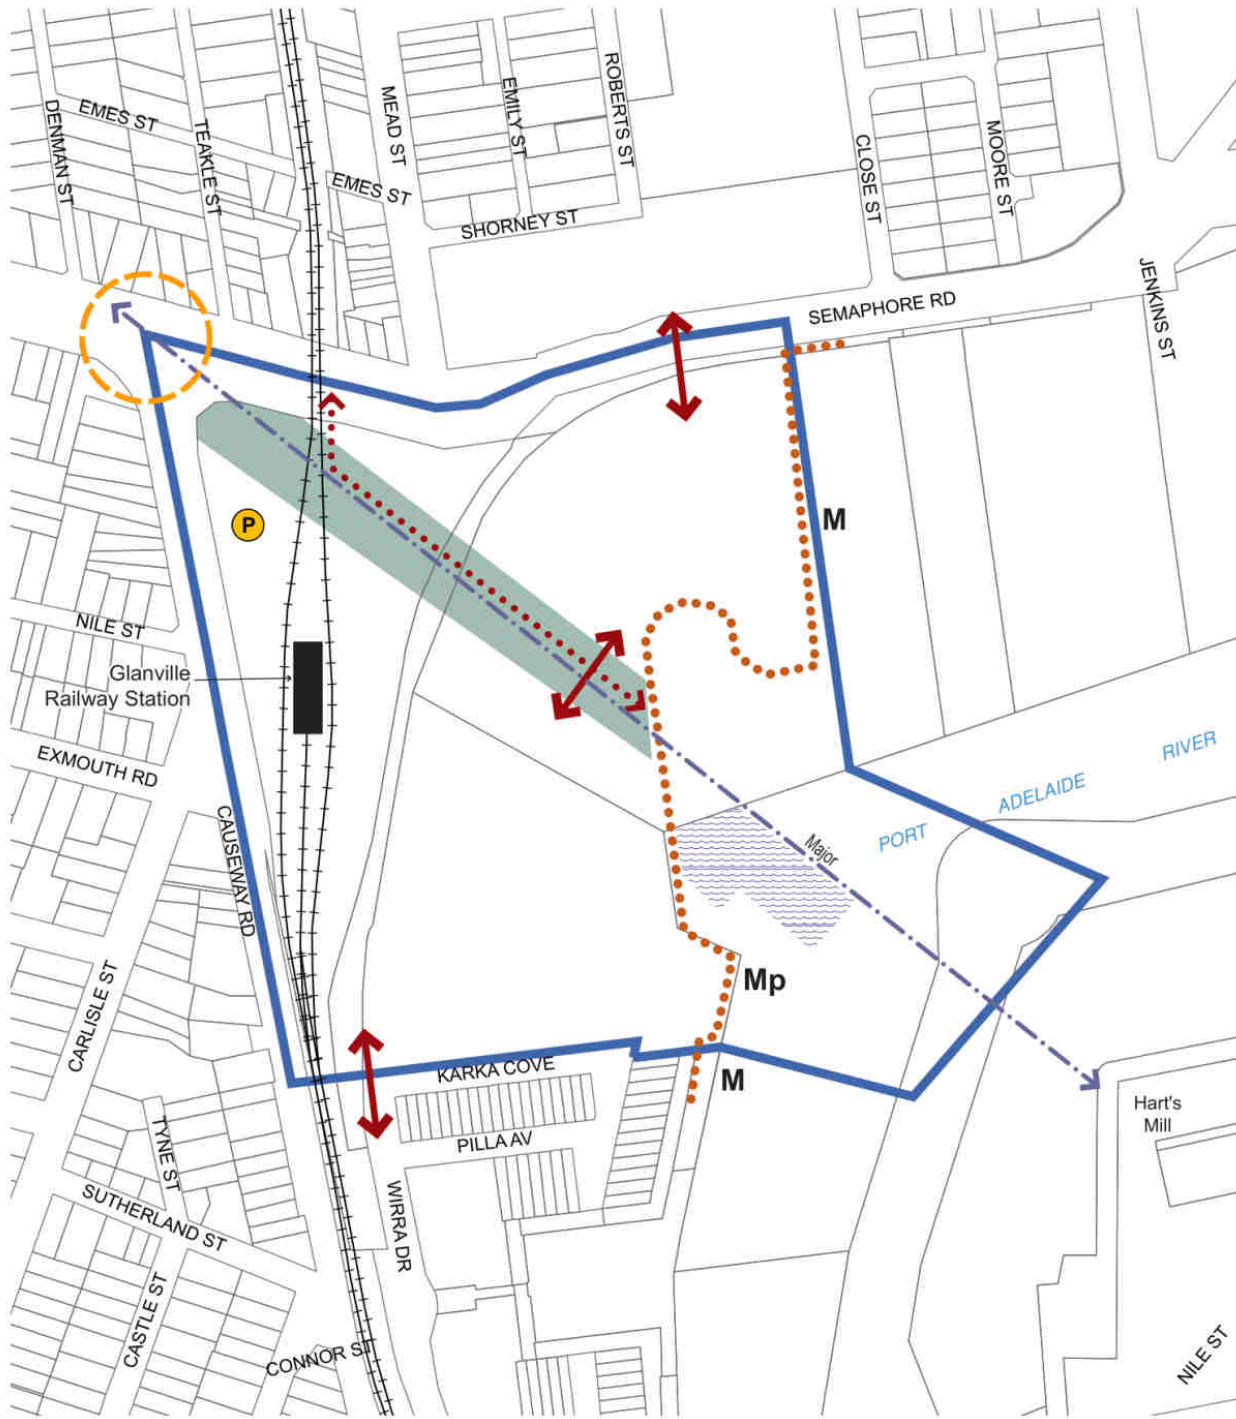 EMES ST
DENMAN ST
TEAKLE ST
MEAD ST
EMILY ST
ROBERTS ST
EMES ST
SHORNEY ST
CLOSE ST
MOORE ST
JENKINS ST
SEMAPHORE RD
P
M
NILE ST
Glanville
Railway Station
EXMOUTH RD
CAUSEWAY RD
PORT ADELAIDE RIVER
Major
Mp
CARLISLE ST
KARKA COVE
M
PILLA AV
Hart's
Mill
TYNE ST
SUTHERLAND ST
WIRRA DR
CASTLE ST
CONNOR ST
NILE ST